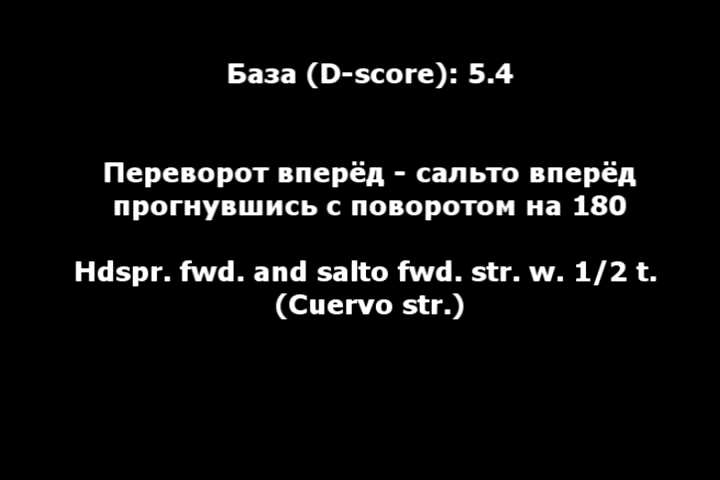 База (D-score): 5.4
Переворот вперёд - сальто вперёд
прогнувшись с поворотом на 180
Hdspr. fwd. and salto fwd. str. w. 1/2 t.
(Cuervo str.)